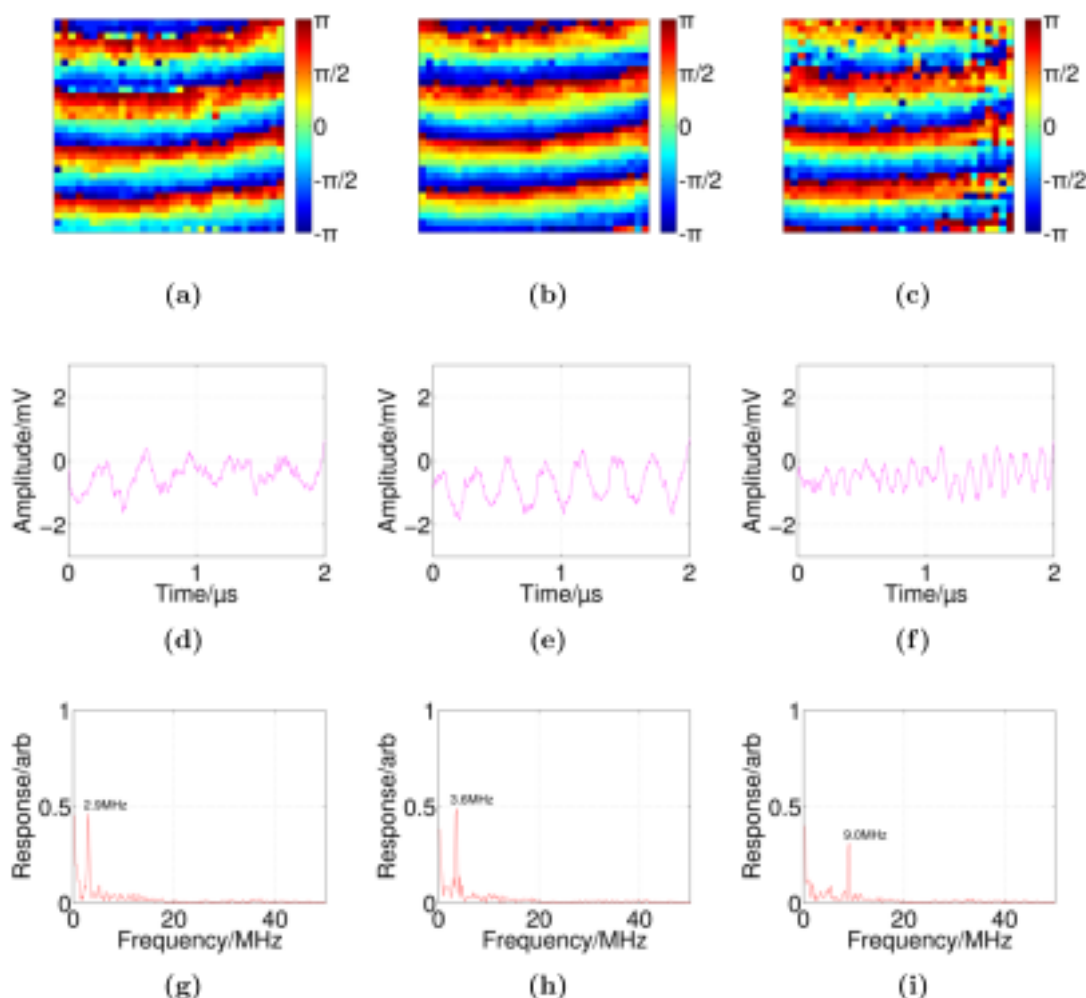 π π π
π/2 π/2 π/2
0 0 0
-π/2 -π/2 -π/2
-π -π -π
(a) (b) (c)
Amplitude/mV Amplitude/mV Amplitude/mV
2 2 2
0 0 0
−2 −2 −2
0 1 2 0 1 2 0 1 2
Time/µs Time/µs Time/µs
(d) (e) (f)
Response/arb Response/arb Response/arb
1 1 1
0.5 2.9MHz 0.5 3.6MHz 0.5 9.0MHz
0 0 0
0 20 40 0 20 40 0 20 40
Frequency/MHz Frequency/MHz Frequency/MHz
(g) (h) (i)